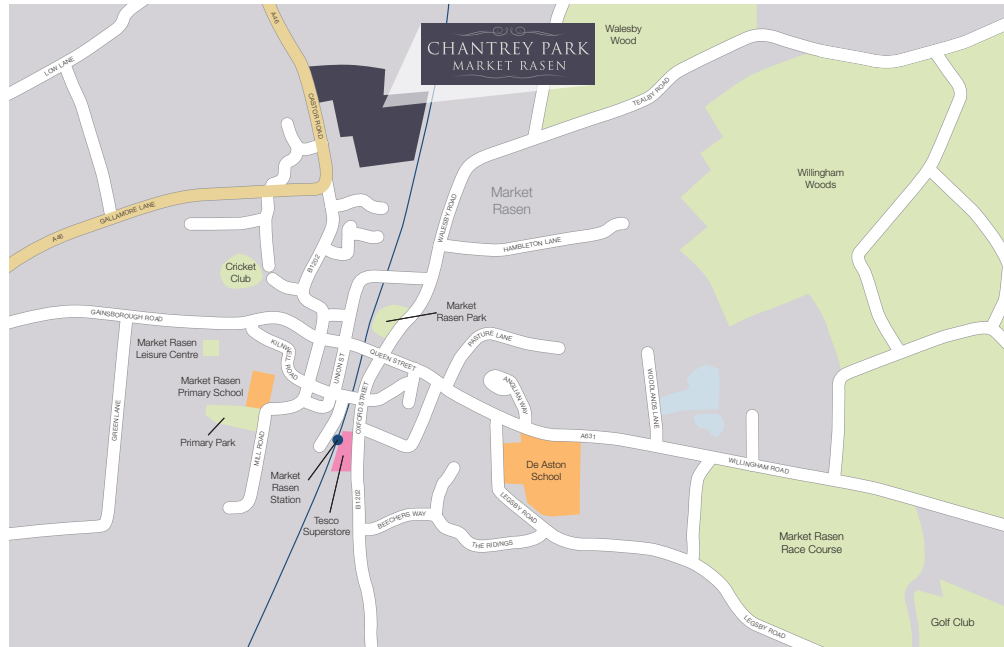 A46
Walesby
Wood
CHANTREY PARK
MARKET RASEN
LOW LANE
TEALBY ROAD
CASTOR ROAD
Willingham
Woods
Market
Rasen
GALLAMORE LANE
A46
WALESBY ROAD
HAMBLETON LANE
B1202
Cricket
Club
Market
Rasen Park
GAINSBOROUGH ROAD
PASTURE LANE
Market Rasen
Leisure Centre
KILNWELL ROAD
UNION ST
QUEEN STREET
Market Rasen
Primary School
ANGLIAN WAY
WOODLANDS LANE
OXFORD STREET
GREEN LANE
Primary Park
MILL ROAD
A631
De Aston
School
WILLINGHAM ROAD
Market
Rasen
Station
B1202
LEGSBY ROAD
Tesco
Superstore
BEECHERS WAY
THE RIDINGS
Market Rasen
Race Course
LEGSBY ROAD
Golf Club